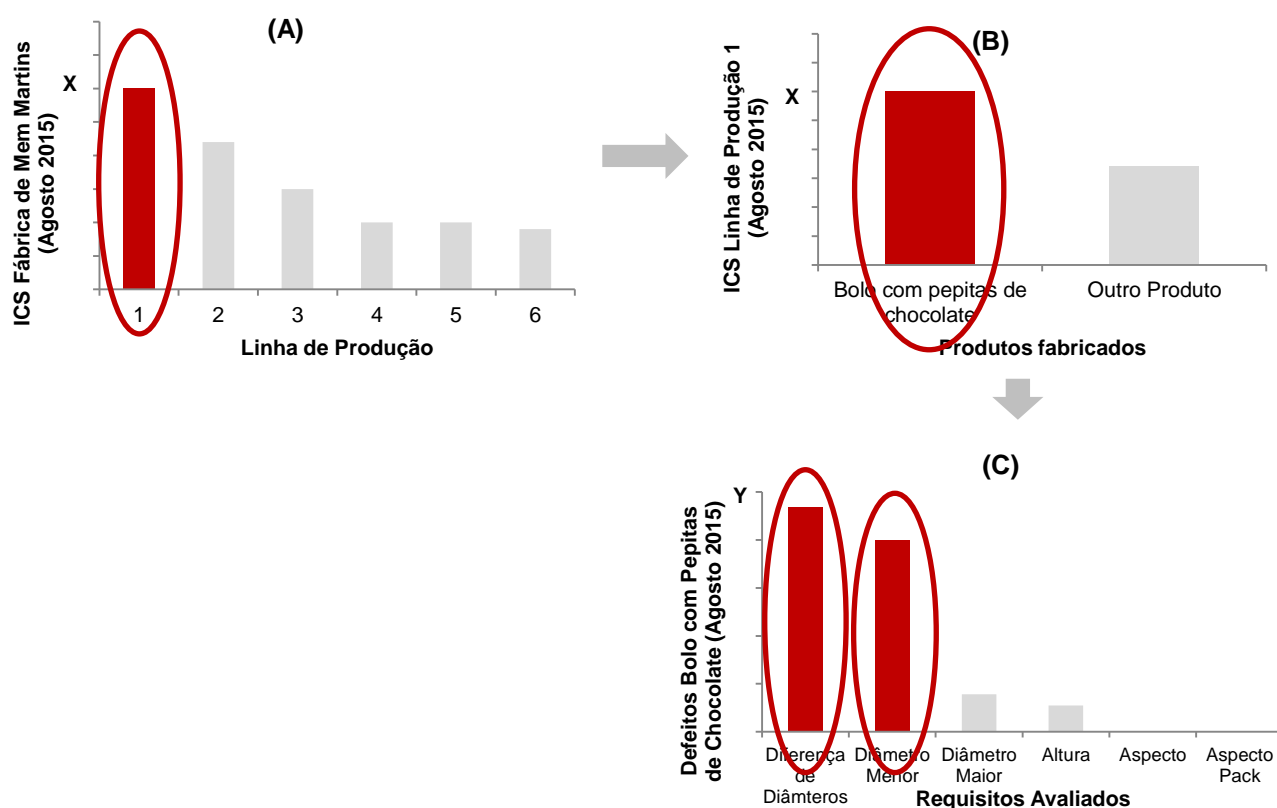 (A)
ICS Fábrica de Mem Martins
(Agosto 2015)
X
1 2 3 4 5 6
Linha de Produção
(B)
ICS Linha de Produção 1
(Agosto 2015)
X
Bolo com pepitas de
chocolate
Outro Produto
Produtos fabricados
(C)
Defeitos Bolo com Pepitas
de Chocolate (Agosto 2015)
Y
Diferença
de
Diâmteros
Diâmetro
Menor
Diâmetro
Maior
Altura
Aspecto
Aspecto
Pack
Requisitos Avaliados